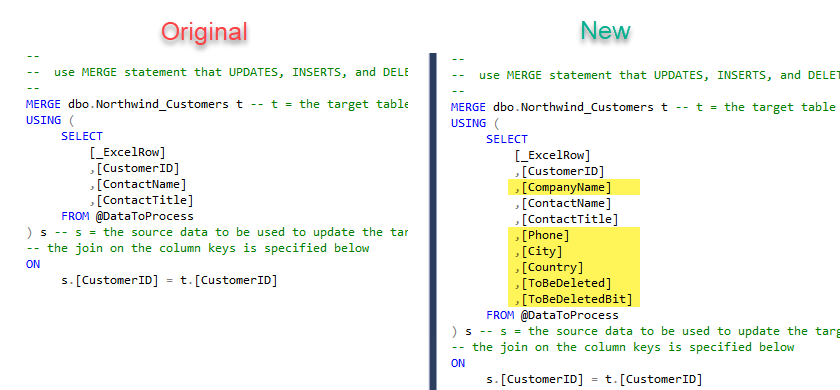 Original
--
-- use MERGE statement that UPDATES, INSERTS, and DELE
--
MERGE dbo.Northwind_Customers t -- t = the target table
USING (
SELECT
[_ExcelRow]
,[CustomerID]
,[ContactName]
,[ContactTitle]
FROM @DataToProcess
) s -- s = the source data to be used to update the tar
-- the join on the column keys is specified below
ON
s.[CustomerID] = t.[CustomerID]
New
--
-- use MERGE statement that UPDATES, INSERTS, and DELET
--
MERGE dbo.Northwind_Customers t -- t = the target table
USING (
SELECT
[_ExcelRow]
,[CustomerID]
,[CompanyName]
,[ContactName]
,[ContactTitle]
,[Phone]
,[City]
,[Country]
,[ToBeDeleted]
,[ToBeDeletedBit]
FROM @DataToProcess
) s -- s = the source data to be used to update the targ
-- the join on the column keys is specified below
ON
s.[CustomerID] = t.[CustomerID]